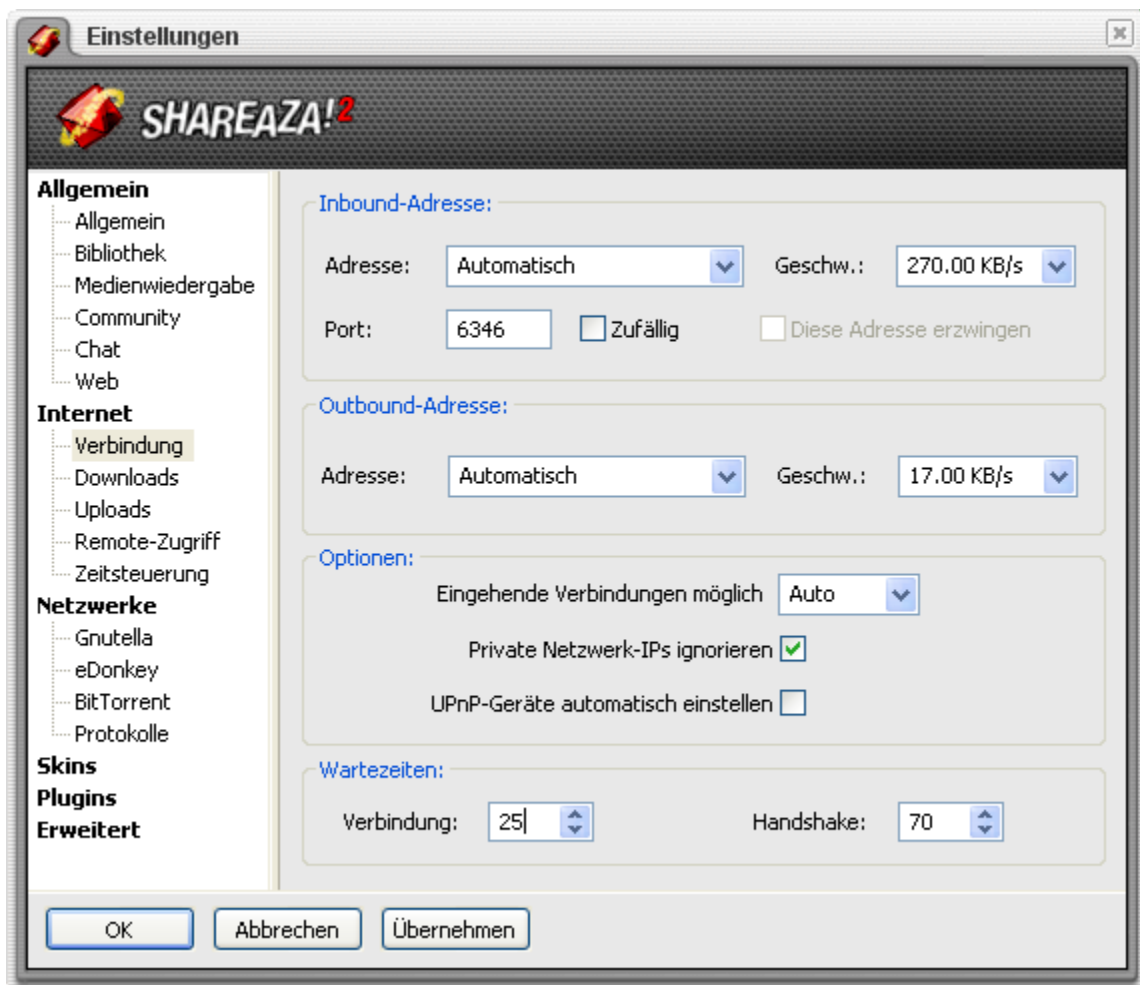 Einstellungen
SHAREAZA!2
Allgemein
Allgemein
Bibliothek
Medienwiedergabe
Community
Chat
Web
Internet
Verbindung
Downloads
Uploads
Remote-Zugriff
Zeitsteuerung
Netzwerke
Gnutella
eDonkey
BitTorrent
Protokolle
Skins
Plugins
Erweitert
Inbound-Adresse:
Adresse: Automatisch Geschw.: 270.00 KB/s
Port: 6346 Zufällig Diese Adresse erzwingen
Outbound-Adresse:
Adresse: Automatisch Geschw.: 17.00 KB/s
Optionen:
Eingehende Verbindungen möglich Auto
Private Netzwerk-IPs ignorieren
UPnP-Geräte automatisch einstellen
Wartezeiten:
Verbindung: 25 Handshake: 70
OK Abbrechen Übernehmen